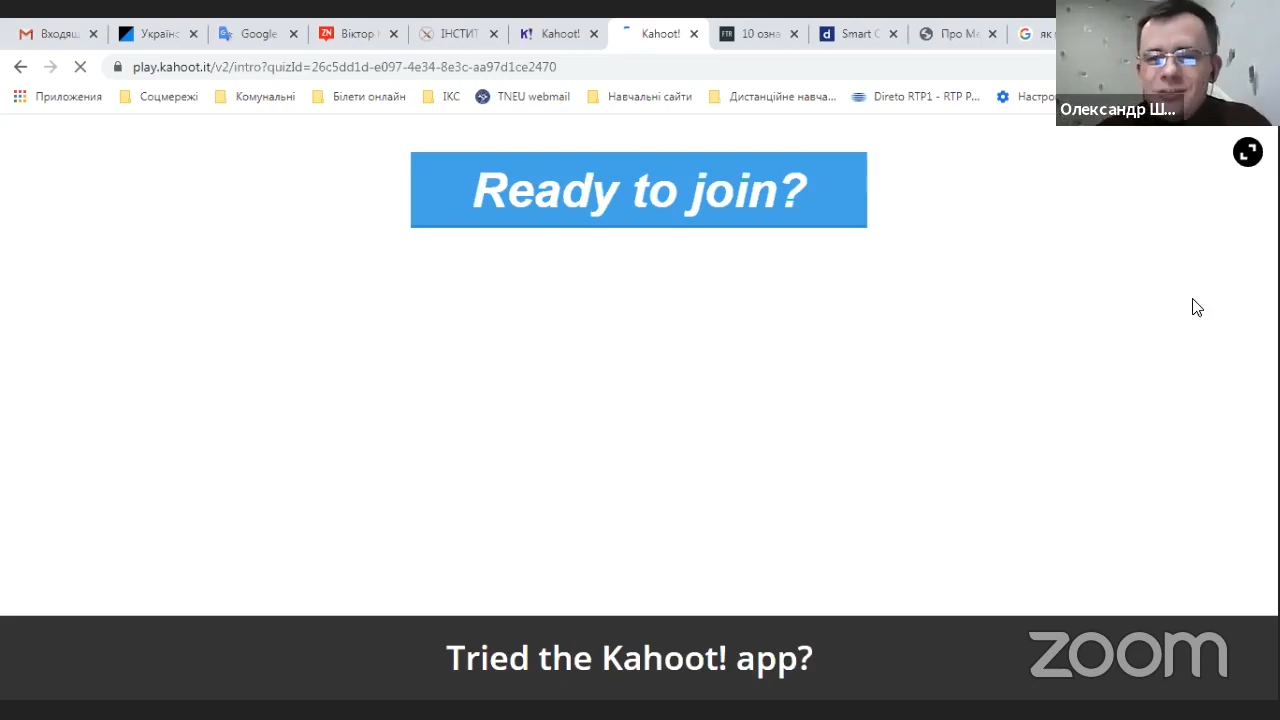 Входящ
Українс
Google
Віктор
ІНСТИТ
Kahoot!
Kahoot!
10 озна
Smart
Про Ме
як
play.kahoot.it/v2/intro?quizId=26c5dd1d-e097-4e34-8e3c-aa97d1ce2470
Приложения
Соцмережі
Комунальні
Білети онлайн
ІКС
TNEU webmail
Навчальні сайти
Дистанційне навча...
Direto RTP1 - RTP P...
Настро
Олександр Ш...
Ready to join?
Tried the Kahoot! app?
zoom